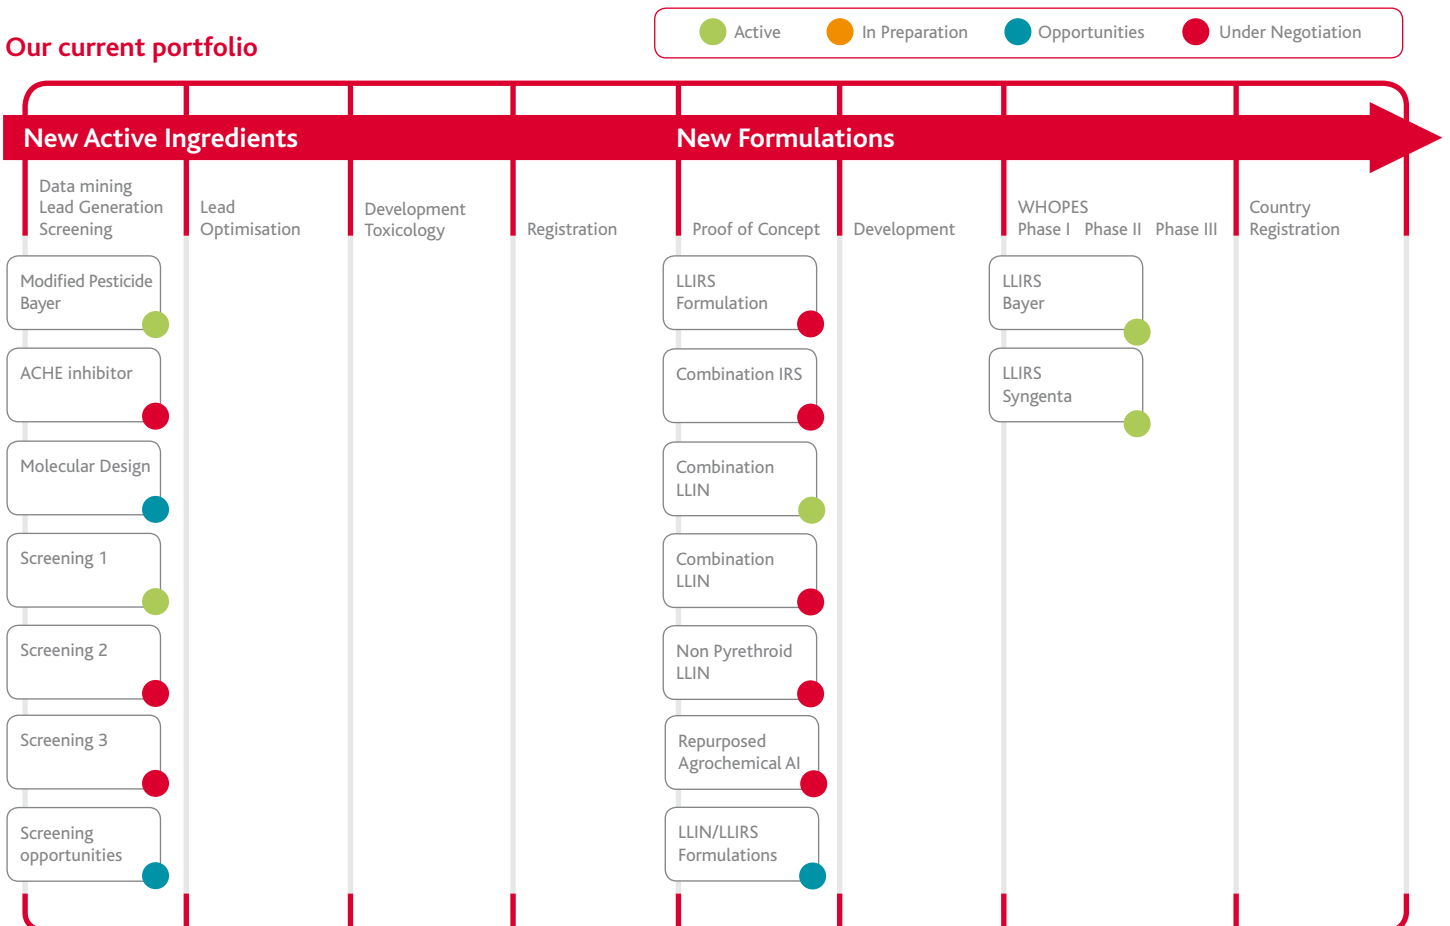 Our current portfolio
Active
In Preparation
Opportunities
Under Negotiation
New Active Ingredients
New Formulations
Data mining
Lead Generation
Screening
Lead
Optimisation
Development
Toxicology
Registration
Proof of Concept
Development
WHOPES
Phase I Phase II Phase III
Country
Registration
Modified Pesticide
Bayer
ACHE inhibitor
Molecular Design
Screening 1
Screening 2
Screening 3
Screening
opportunities
LLIRS
Formulation
Combination IRS
Combination
LLIN
Combination
LLIN
Non Pyrethroid
LLIN
Repurposed
Agrochemical AI
LLIN/LLIRS
Formulations
LLIRS
Bayer
LLIRS
Syngenta